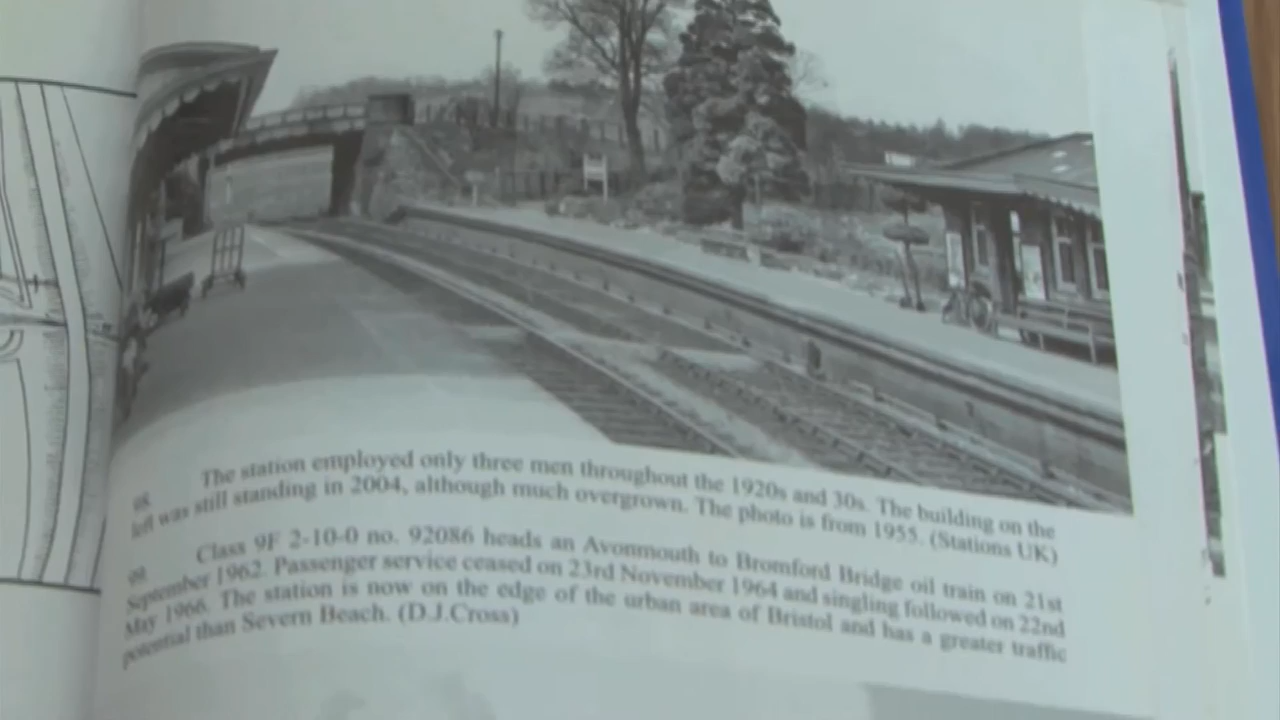 The station employed only three men throughout the 1920s and 30s. The building on the
left was still standing in 2004, although much overgrown. The photo is from 1955. (Stations UK)
Class 9F 2-10-0 no. 92086 heads an Avonmouth to Bromford Bridge oil train on 21st
September 1962. Passenger service ceased on 23rd November 1964 and singling followed on 22nd
May 1966. The station is now on the edge of the urban area of Bristol and has a greater traffic
potential than Severn Beach. (D.J.Cross)